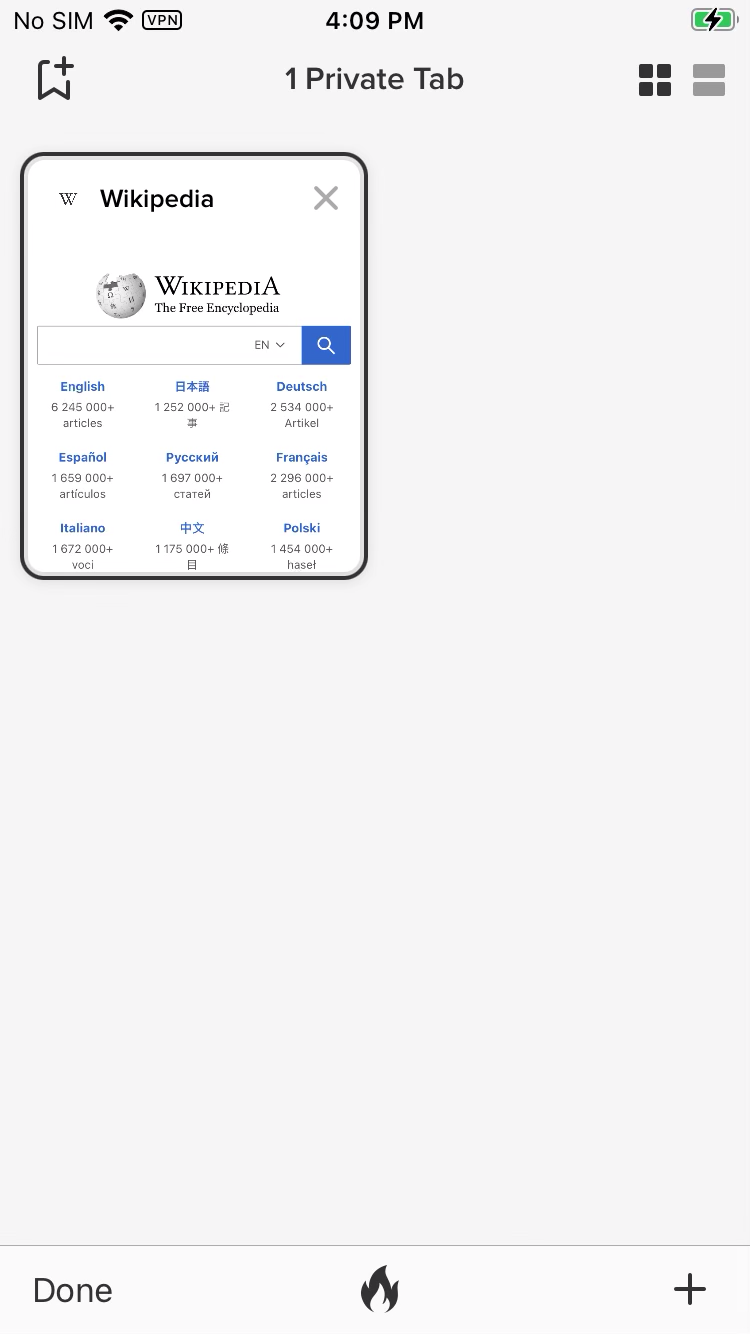 No SIM VPN 4:09 PM
1 Private Tab
W Wikipedia
WIKIPEDIA
The Free Encyclopedia
EN
English 日本語 Deutsch
6 245 000+ 1 252 000+ 記 2 534 000+
articles 事 Artikel
Español Русский Français
1 659 000+ 1 697 000+ 2 296 000+
artículos статей articles
Italiano 中文 Polski
1 672 000+ 1 175 000+ 條 1 454 000+
voci 目 haseł
Done